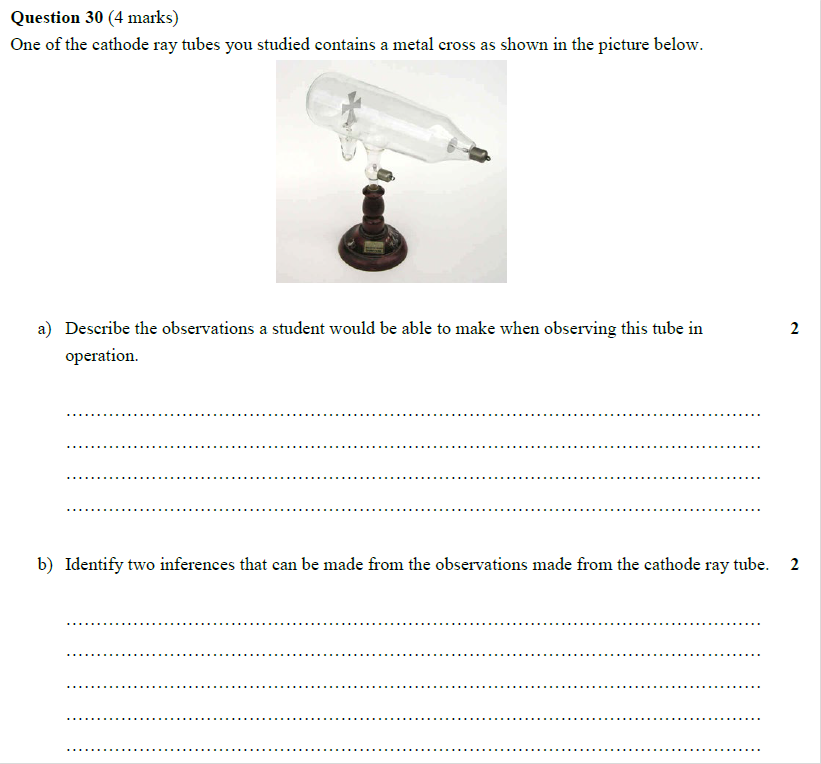 Question 30 (4 marks)
One of the cathode ray tubes you studied contains a metal cross as shown in the picture below.
a) Describe the observations a student would be able to make when observing this tube in 2
operation.
b) Identify two inferences that can be made from the observations made from the cathode ray tube. 2